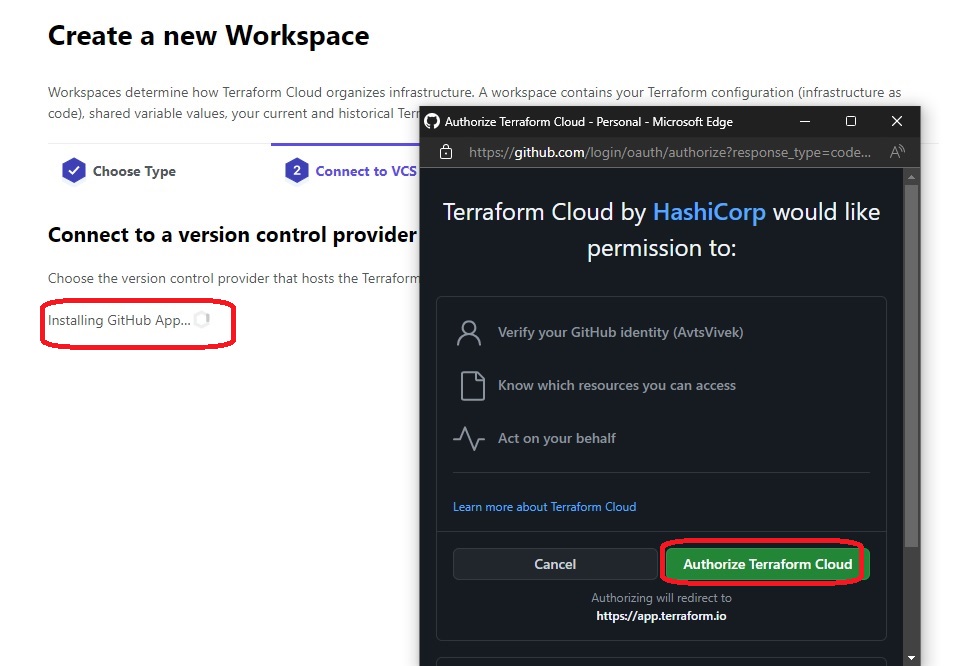 Create a new Workspace
Workspaces determine how Terraform Cloud organizes infrastructure. A workspace contains your Terraform configuration (infrastructure as
code), shared variable values, your current and historical Terr
Choose Type
2 Connect to VCS
Connect to a version control provider
Choose the version control provider that hosts the Terraform
Installing GitHub App...
Authorize Terraform Cloud - Personal - Microsoft Edge
https://github.com/login/oauth/authorize?response_type=code...
Terraform Cloud by HashiCorp would like
permission to:
Verify your GitHub identity (AvtsVivek)
Know which resources you can access
Act on your behalf
Learn more about Terraform Cloud
Cancel
Authorize Terraform Cloud
Authorizing will redirect to
https://app.terraform.io